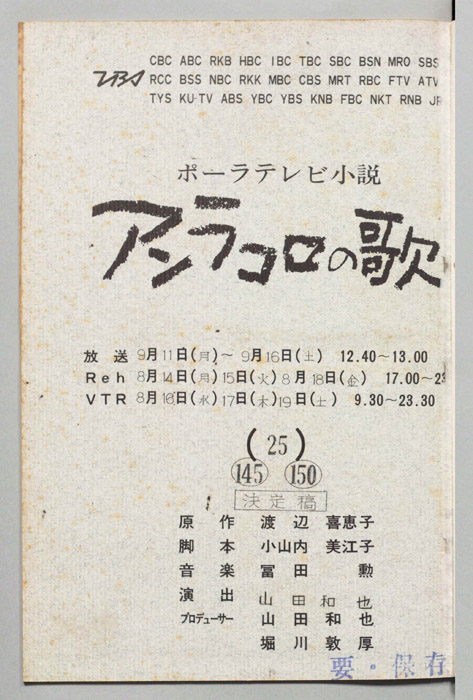 TBS
CBC ABC RKB HBC IBC TBC SBC BSN MRO SBS
RCC BSS NBC RKK MBC CBS MRT RBC FTV ATV
TYS KU-TV ABS YBC YBS KNB FBC NKT RNB
ポーラテレビ小説
アンラコロの歌
放送 9月11日(月)～ 9月16日(土) 12.40～13.00
Reh 8月14日(月)15日(火)8月18日(金) 17.00～23
VTR 8月16日(水)17日(木)19日(土) 9.30～23.30
(25)
145 150
決定稿
原作 渡辺喜恵子
脚本 小山内美江子
音楽 冨田勲
演出 山田和也
プロデューサー 山田和也
堀川敦厚
要・保存